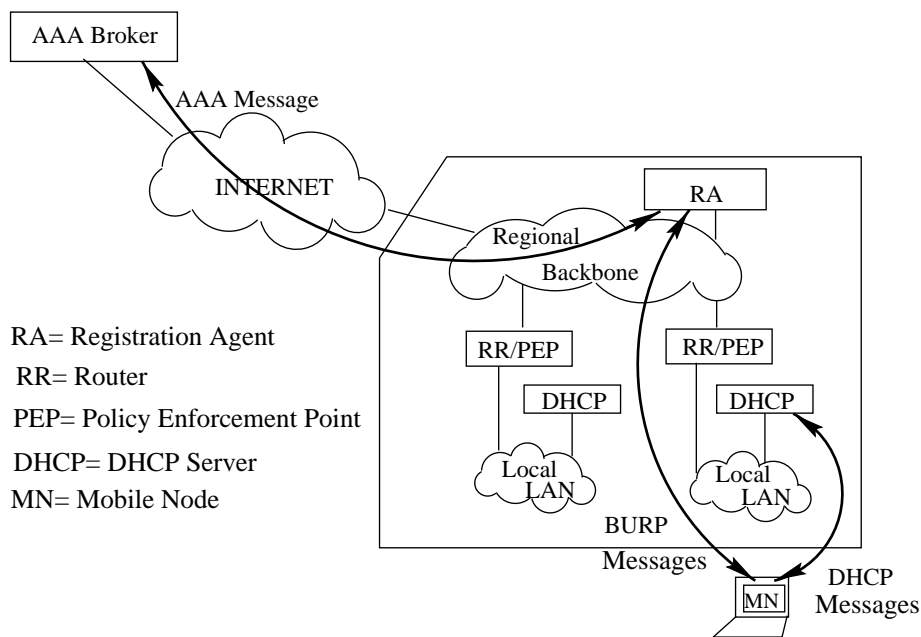 AAA Broker
AAA Message
INTERNET
RA
Regional
Backbone
RA= Registration Agent
RR= Router
PEP= Policy Enforcement Point
DHCP= DHCP Server
MN= Mobile Node
RR/PEP
RR/PEP
DHCP
DHCP
Local
LAN
Local
LAN
BURP
Messages
MN
DHCP
Messages